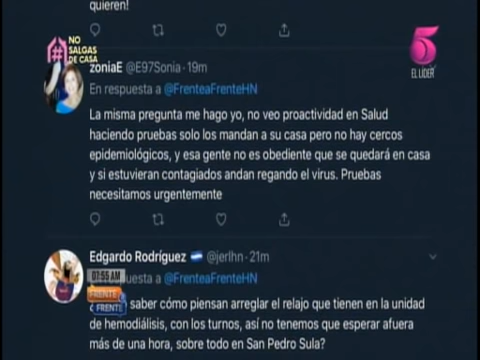 quieren!
NO
SALGAS
DE CASA
5
EL LÍDER
zoniaE @E97Sonia · 19m
En respuesta a @FrenteaFrenteHN
La misma pregunta me hago yo, no veo proactividad en Salud
haciendo pruebas solo los mandan a su casa pero no hay cercos
epidemiológicos, y esa gente no es obediente que se quedará en casa
y si estuvieran contagiados andan regando el virus. Pruebas
necesitamos urgentemente
Edgardo Rodríguez @jerlhn · 21m
07:55 AM
spuesta a @FrenteaFrenteHN
FRENTE
FRENTE
saber cómo piensan arreglar el relajo que tienen en la unidad
de hemodiálisis, con los turnos, así no tenemos que esperar afuera
más de una hora, sobre todo en San Pedro Sula?